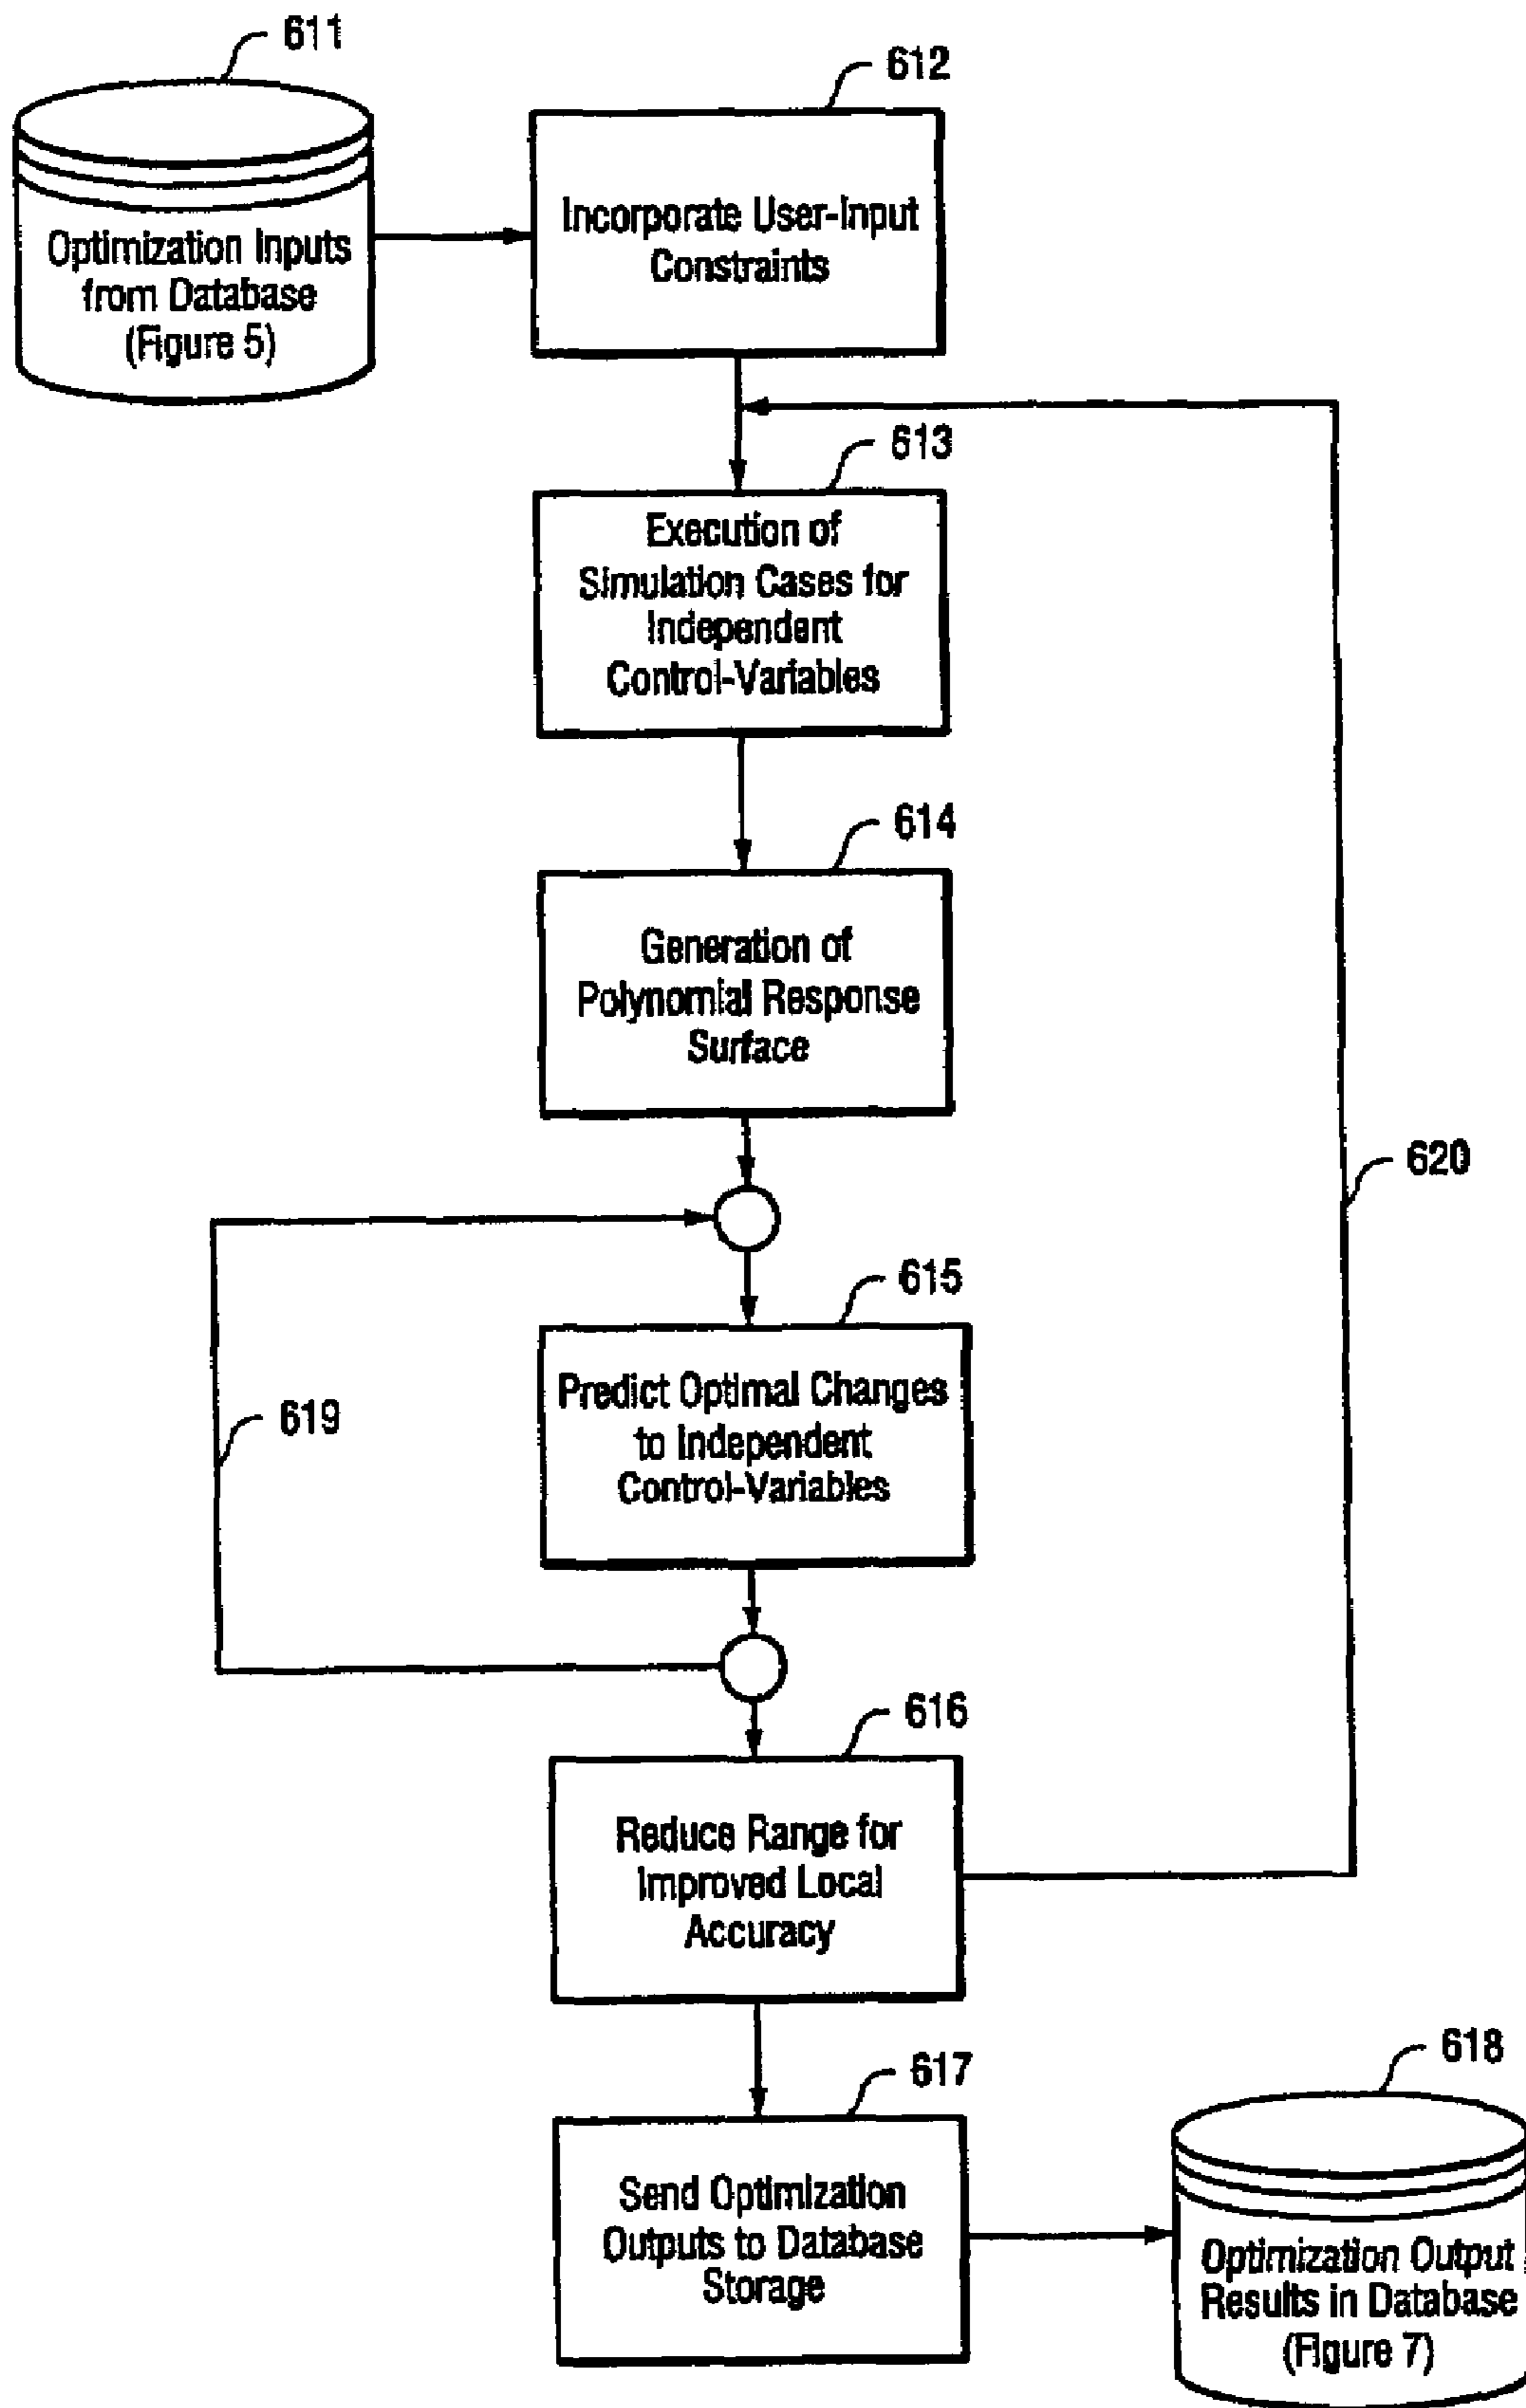 611
Optimization Inputs
from Database
(Figure 5)
612
Incorporate User-Input
Constraints
613
Execution of
Simulation Cases for
Independent
Control-Variables
614
Generation of
Polynomial Response
Surface
615
Predict Optimal Changes
to Independent
Control-Variables
619
620
616
Reduce Range for
Improved Local
Accuracy
617
Send Optimization
Outputs to Database
Storage
618
Optimization Output
Results in Database
(Figure 7)